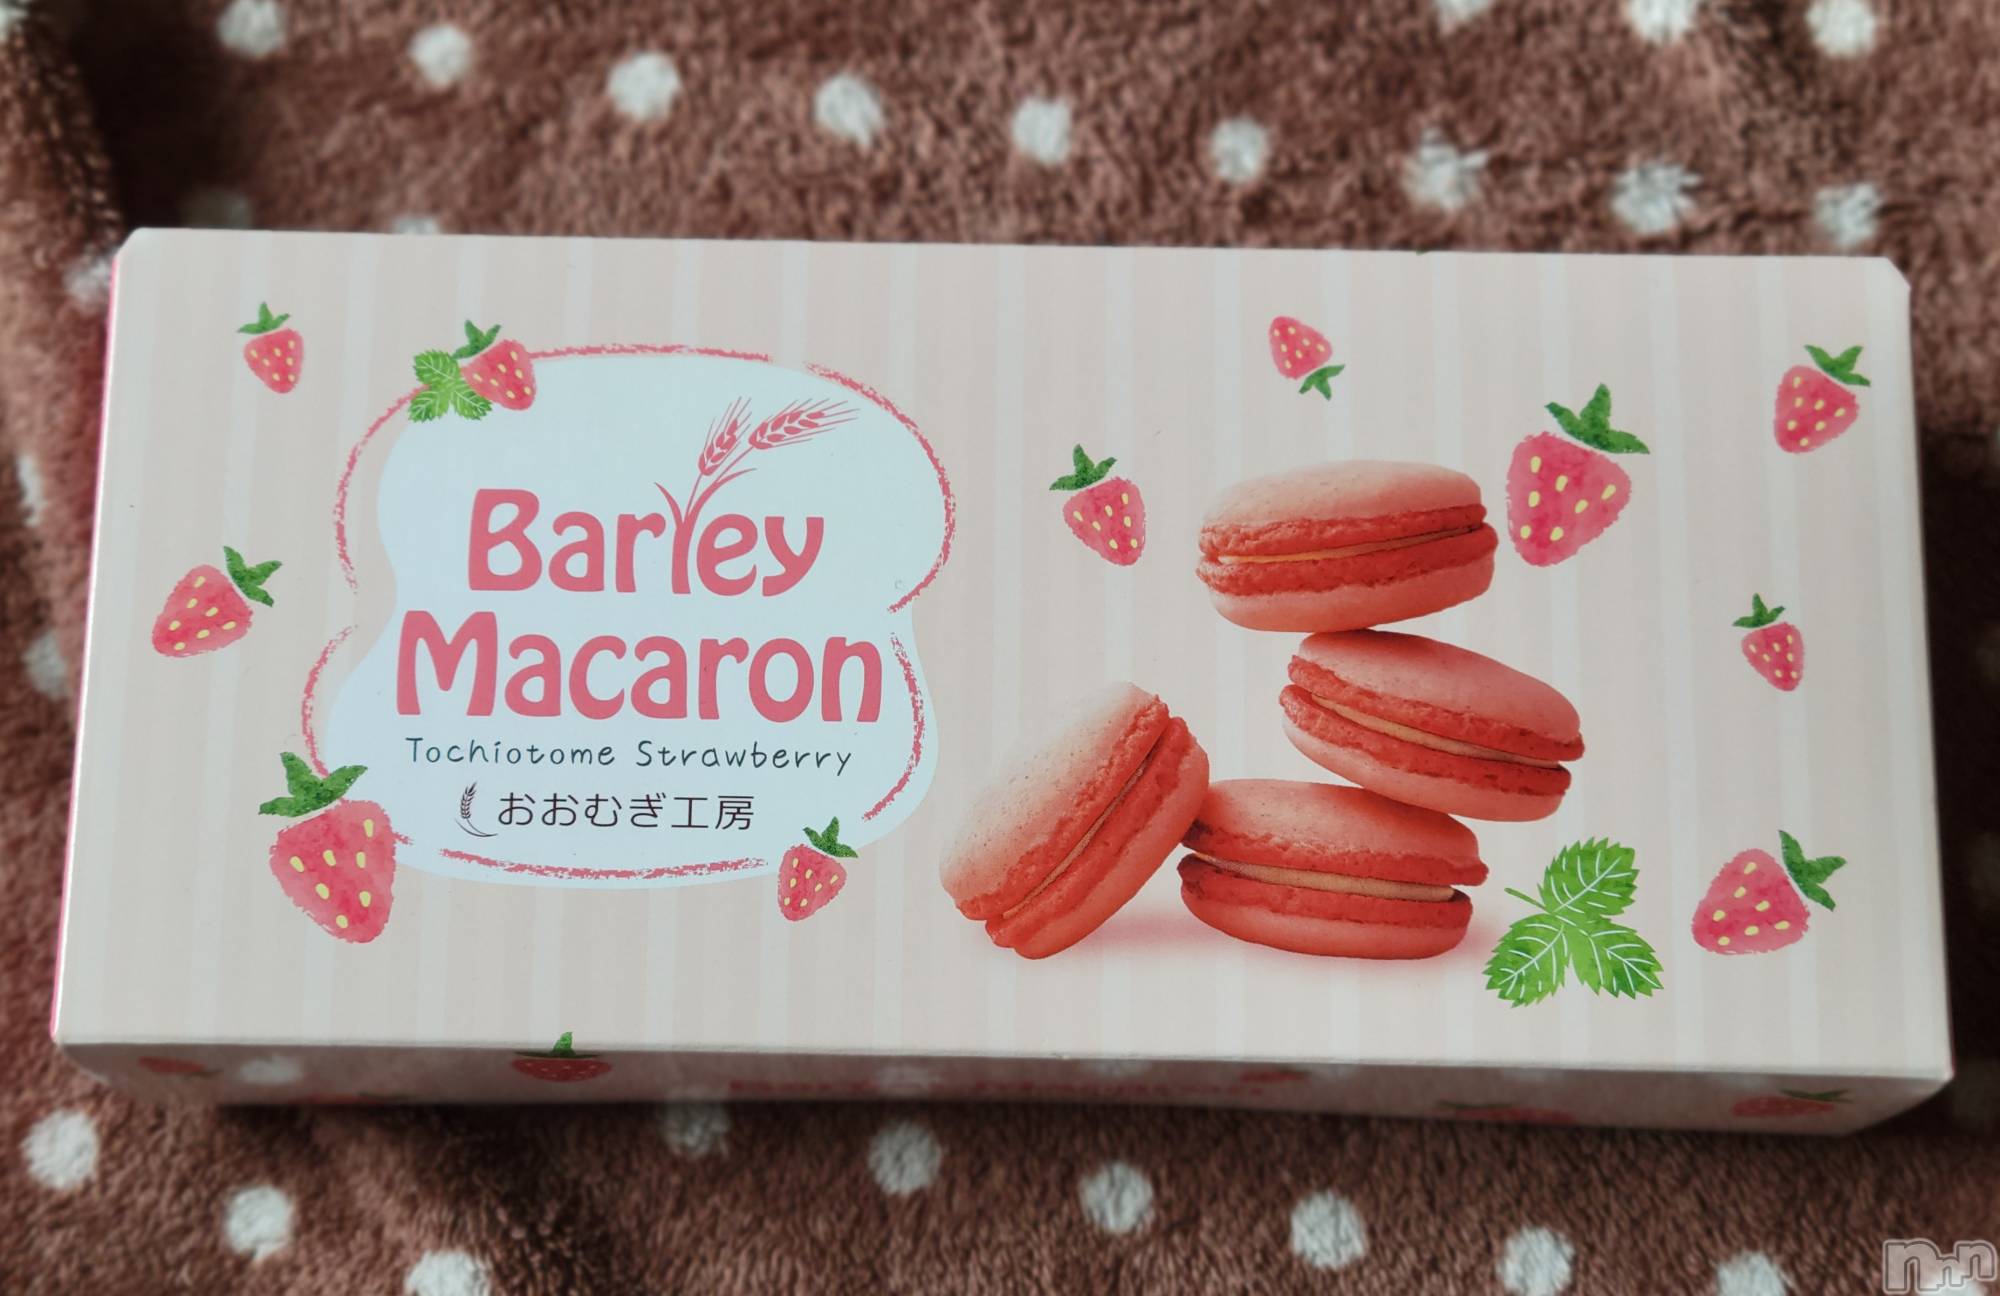 Barley
Macaron
Tochiotome Strawberry
おおむぎ工房